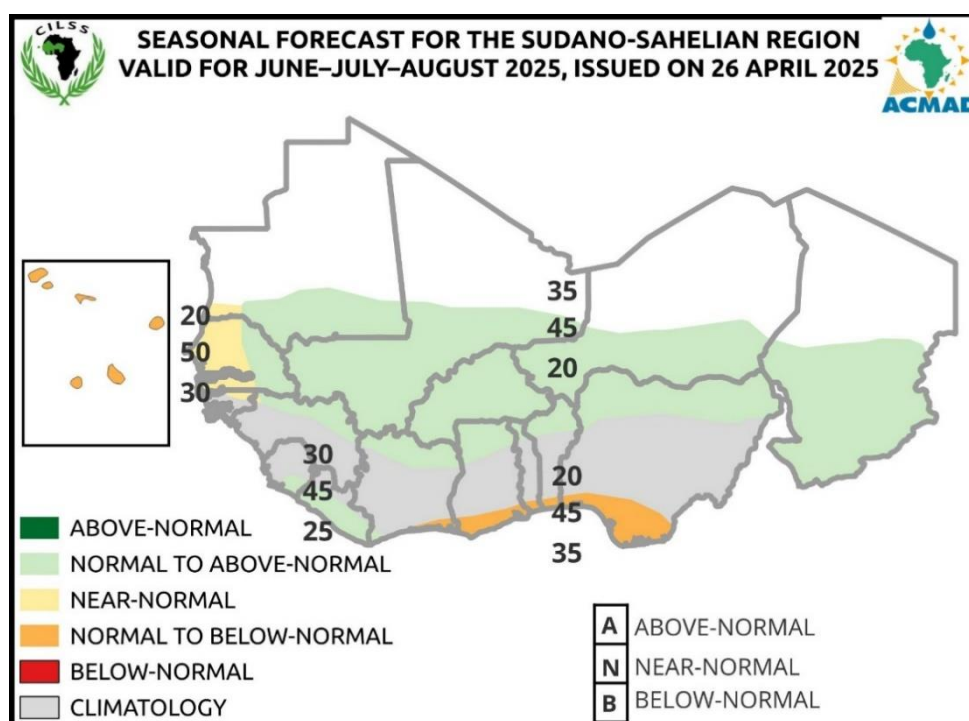 CILSS
SEASONAL FORECAST FOR THE SUDANO-SAHELIAN REGION
VALID FOR JUNE–JULY–AUGUST 2025, ISSUED ON 26 APRIL 2025
ACMAD
35
45
20
20
50
30
30
45
25
20
45
35
ABOVE-NORMAL
NORMAL TO ABOVE-NORMAL
NEAR-NORMAL
NORMAL TO BELOW-NORMAL
BELOW-NORMAL
CLIMATOLOGY
A ABOVE-NORMAL
N NEAR-NORMAL
B BELOW-NORMAL